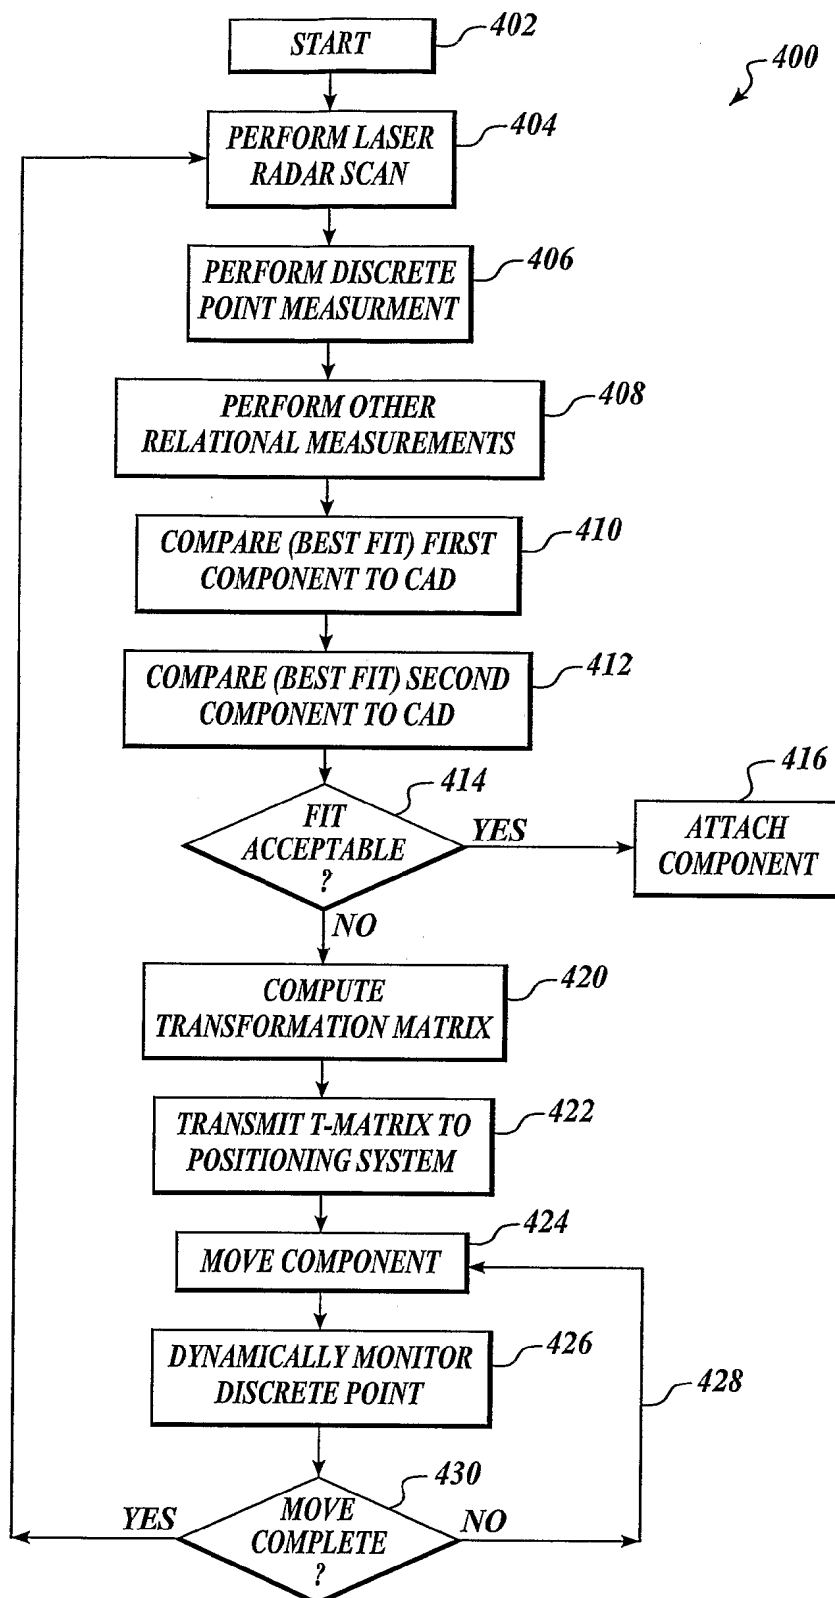 START
402
400
PERFORM LASER
RADAR SCAN
404
PERFORM DISCRETE
POINT MEASURMENT
406
PERFORM OTHER
RELATIONAL MEASUREMENTS
408
COMPARE (BEST FIT) FIRST
COMPONENT TO CAD
410
COMPARE (BEST FIT) SECOND
COMPONENT TO CAD
412
FIT
ACCEPTABLE
?
414
YES
ATTACH
COMPONENT
416
NO
COMPUTE
TRANSFORMATION MATRIX
420
TRANSMIT T-MATRIX TO
POSITIONING SYSTEM
422
MOVE COMPONENT
424
DYNAMICALLY MONITOR
DISCRETE POINT
426
428
MOVE
COMPLETE
?
430
YES
NO